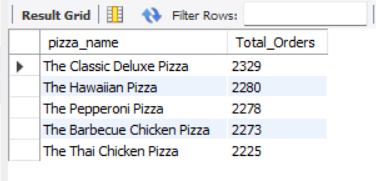 Result Grid Filter Rows:
pizza_name Total_Orders
The Classic Deluxe Pizza 2329
The Hawaiian Pizza 2280
The Pepperoni Pizza 2278
The Barbecue Chicken Pizza 2273
The Thai Chicken Pizza 2225